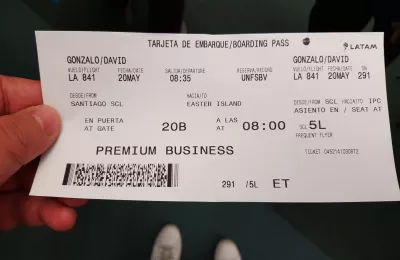 TARJETA DE EMBARQUE/BOARDING PASS
LATAM
GONZALO/DAVID
VUELO/FLIGHT FECHA/DATE SALIDA/DEPARTURE RESERVA/RECORD
LA 841 20MAY 08:35 UNFSBV
DESDE/FROM HACIA/TO
SANTIAGO SCL EASTER ISLAND
EN PUERTA A LAS
AT GATE 20B AT 08:00
PREMIUM BUSINESS
291 /5L ET
GONZALO/DAVID
VUELO/FLIGHT FECHA/DATE SN
LA 841 20MAY 291
DESDE/FROM SCL HACIA/TO IPC
ASIENTO EN / SEAT AT
SCL 5L
FREQUENT FLYER